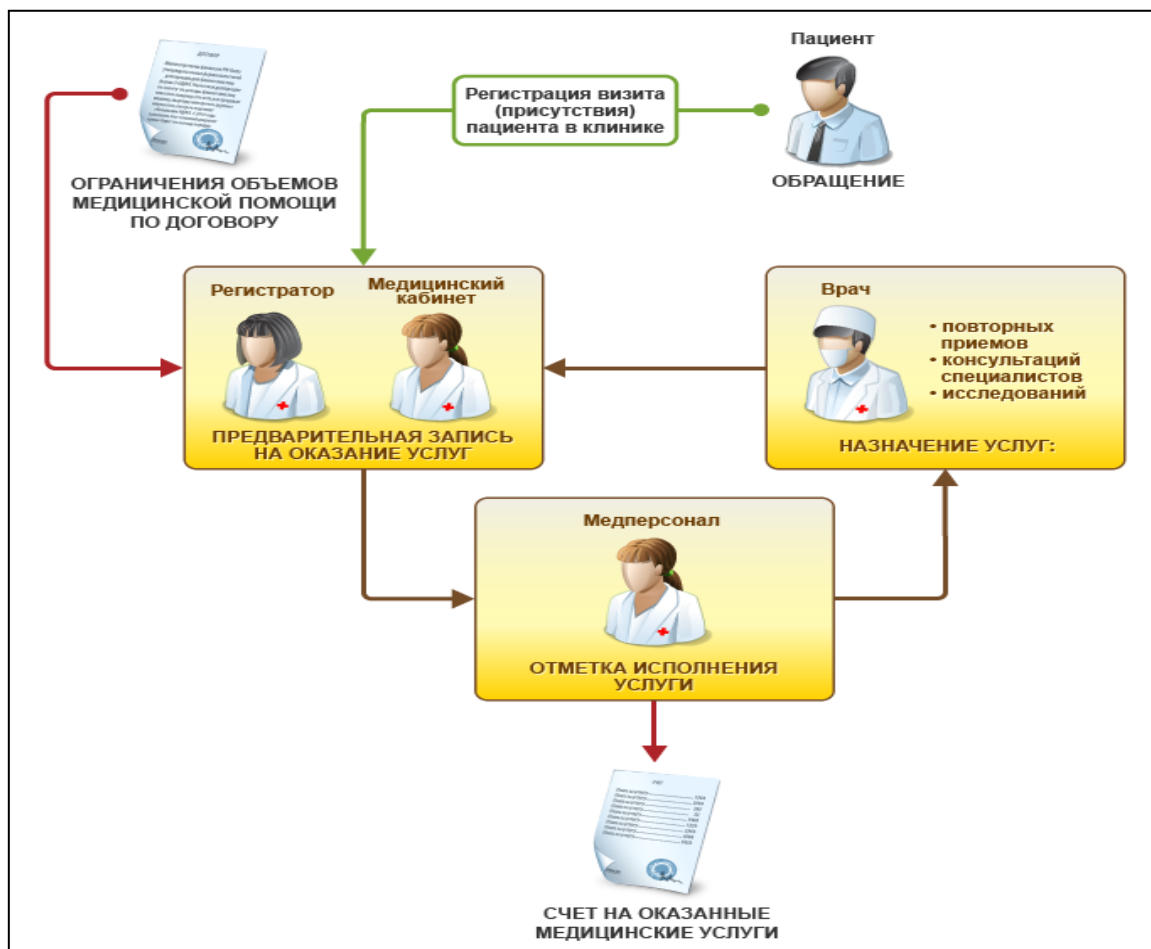 ДОГОВОР
ОГРАНИЧЕНИЯ ОБЪЕМОВ
МЕДИЦИНСКОЙ ПОМОЩИ
ПО ДОГОВОРУ
Регистрация визита
(присутствия)
пациента в клинике
Пациент
ОБРАЩЕНИЕ
Регистратор
Медицинский
кабинет
ПРЕДВАРИТЕЛЬНАЯ ЗАПИСЬ
НА ОКАЗАНИЕ УСЛУГ
Врач
• повторных
приемов
• консультаций
специалистов
• исследований
НАЗНАЧЕНИЕ УСЛУГ:
Медперсонал
ОТМЕТКА ИСПОЛНЕНИЯ
УСЛУГИ
СЧЕТ НА ОКАЗАННЫЕ
МЕДИЦИНСКИЕ УСЛУГИ